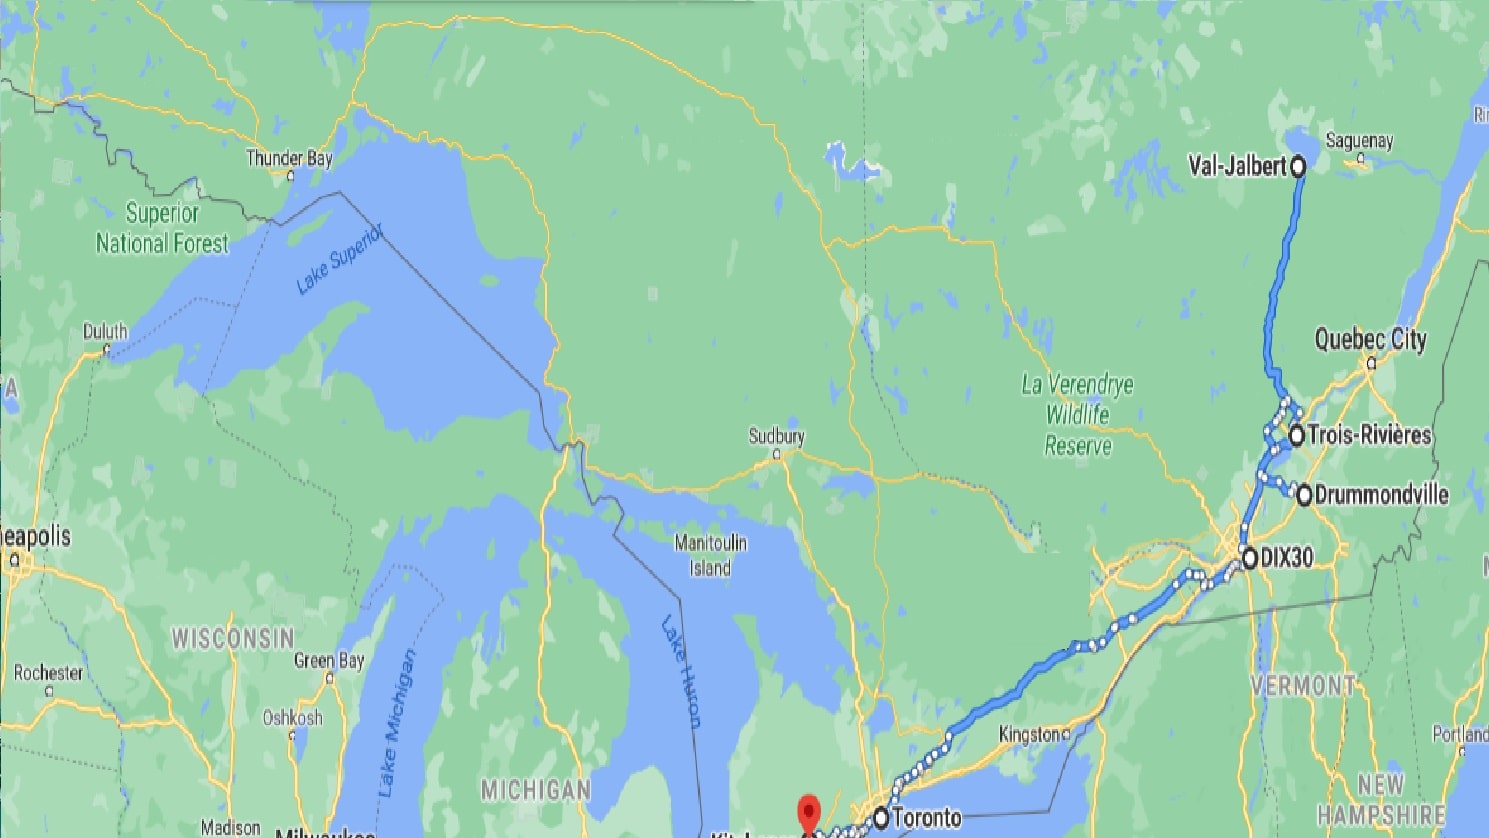 Thunder Bay
Superior
National Forest
Lake Superior
Duluth
Val-Jalbert
Saguenay
Quebec City
La Verendrye
Wildlife
Reserve
Sudbury
Trois-Rivières
Drummondville
DIX30
Manitoulin
Island
Lake Huron
Lake Michigan
WISCONSIN
Green Bay
Rochester
Oshkosh
MICHIGAN
Madison
VERMONT
Kingston
Portland
NEW
HAMPSHIRE
Toronto